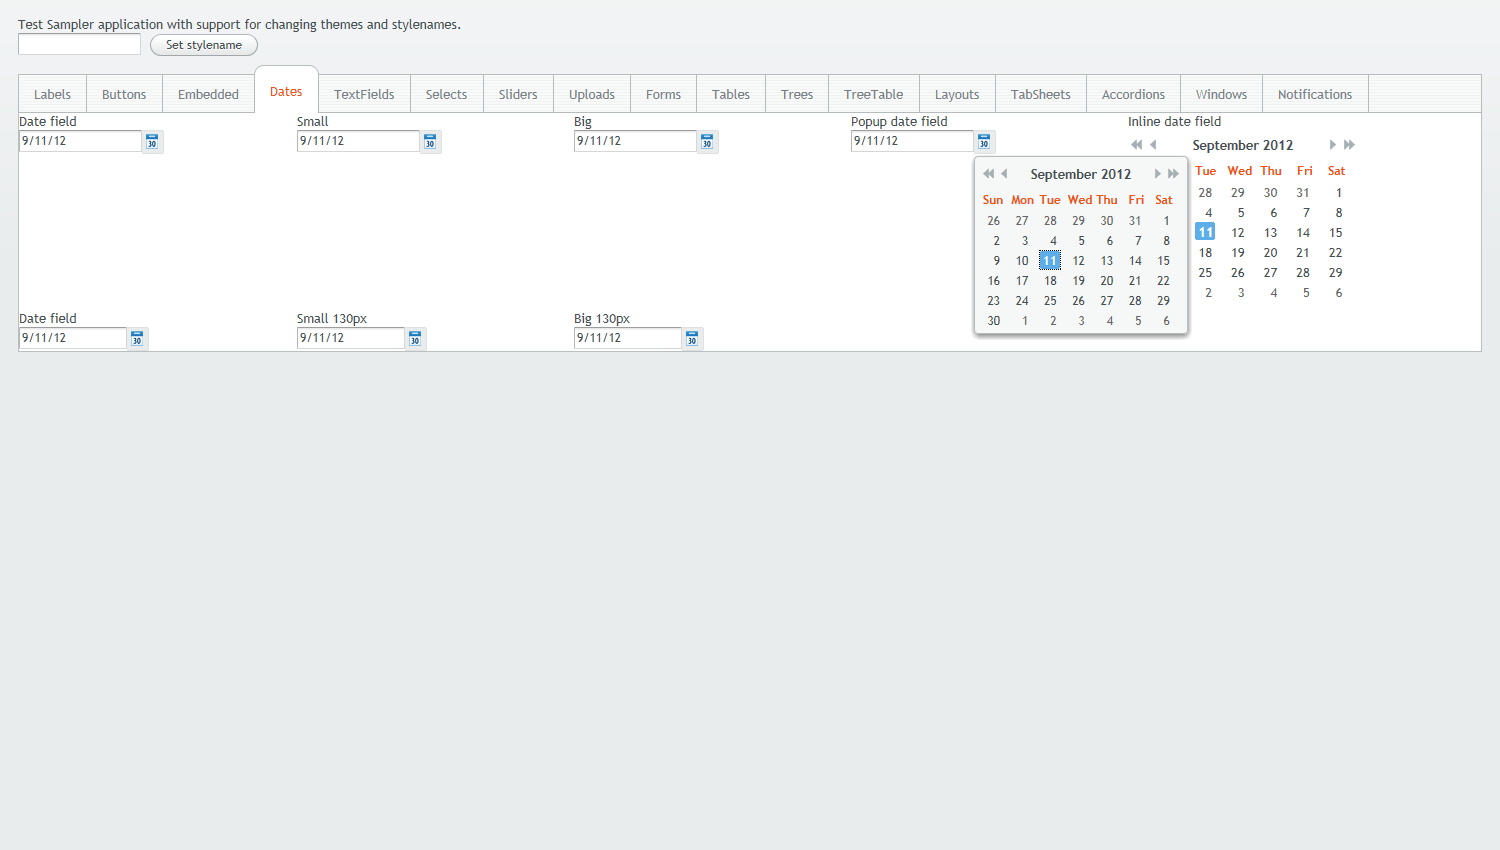 Test Sampler application with support for changing themes and stylenames.
Set stylename
Labels Buttons Embedded Dates TextFields Selects Sliders Uploads Forms Tables Trees TreeTable Layouts TabSheets Accordions Windows Notifications
Date field Small Big Popup date field Inline date field
9/11/12 30 9/11/12 30 9/11/12 30 9/11/12 30
September 2012
Tue Wed Thu Fri Sat
28 29 30 31 1
4 5 6 7 8
11 12 13 14 15
18 19 20 21 22
25 26 27 28 29
2 3 4 5 6
September 2012
Sun Mon Tue Wed Thu Fri Sat
26 27 28 29 30 31 1
2 3 4 5 6 7 8
9 10 11 12 13 14 15
16 17 18 19 20 21 22
23 24 25 26 27 28 29
30 1 2 3 4 5 6
Date field Small 130px Big 130px
9/11/12 30 9/11/12 30 9/11/12 30